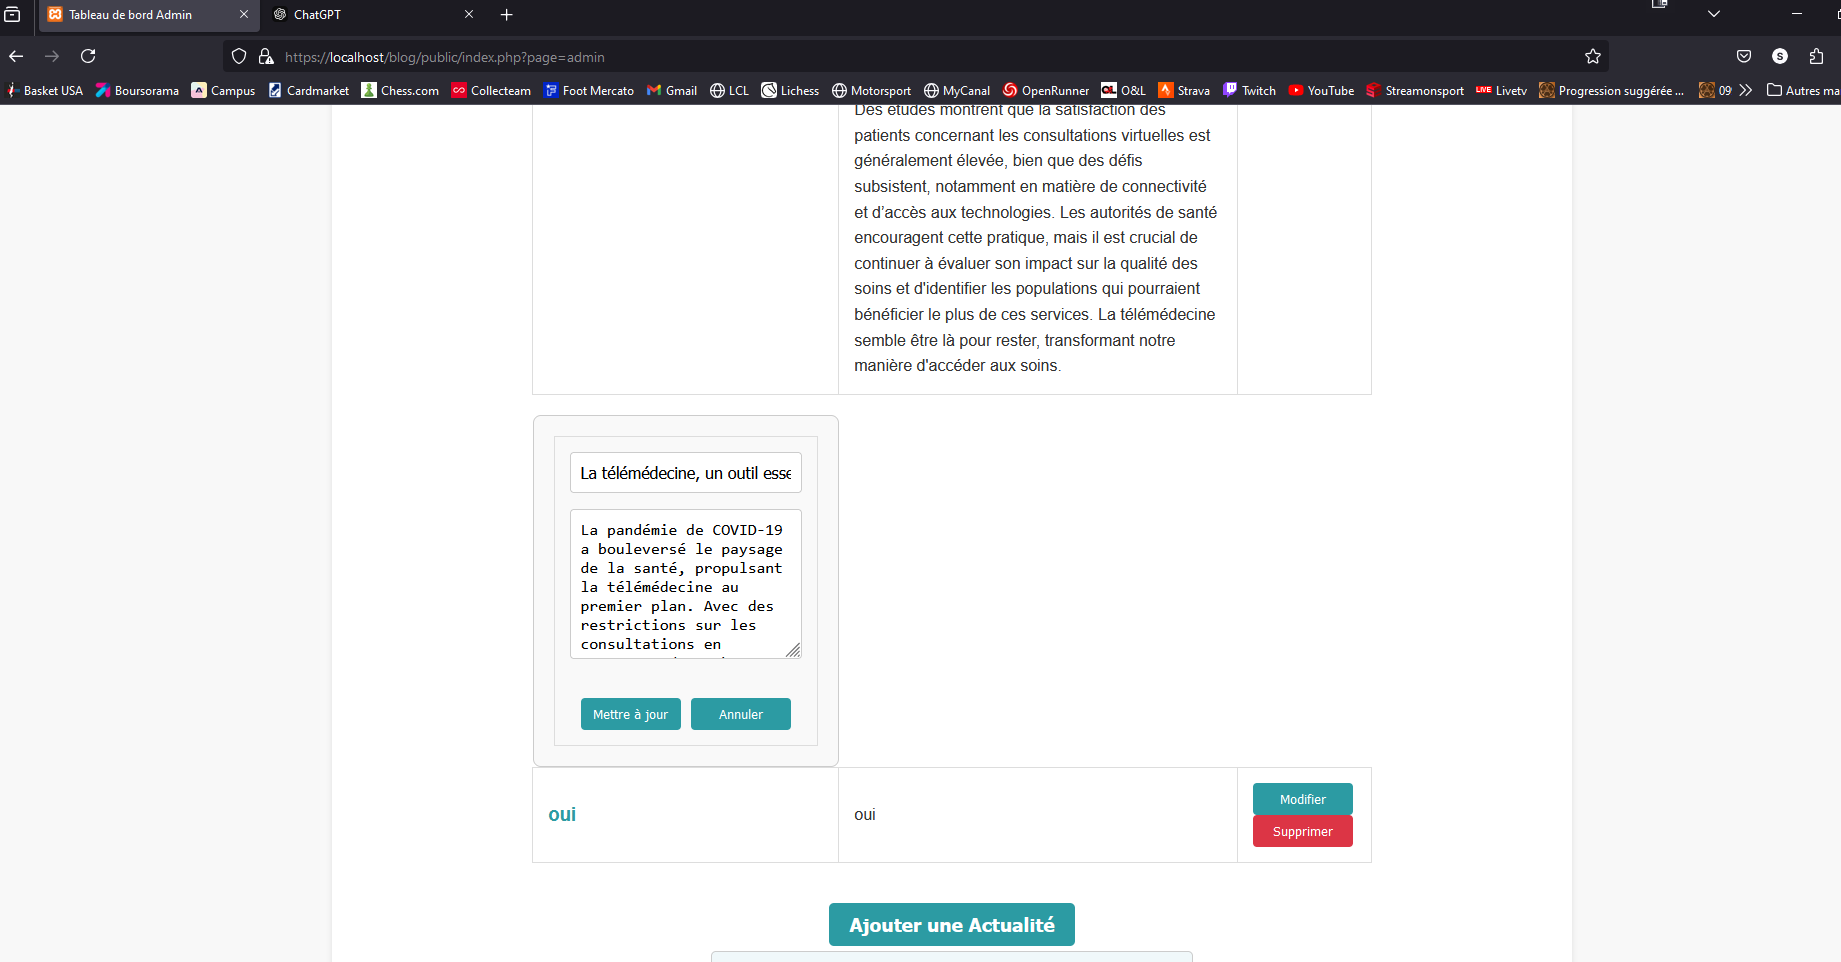 Tableau de bord Admin
ChatGPT
https://localhost/blog/public/index.php?page=admin
S
Basket USA
Boursorama
Campus
Cardmarket
Chess.com
Collecteam
Foot Mercato
Gmail
LCL
Lichess
Motorsport
MyCanal
OpenRunner
O&L
Strava
Twitch
YouTube
Streamonsport
LIVE Livetv
Progression suggérée ...
09
Autres ma
Des études montrent que la satisfaction des
patients concernant les consultations virtuelles est
généralement élevée, bien que des défis
subsistent, notamment en matière de connectivité
et d’accès aux technologies. Les autorités de santé
encouragent cette pratique, mais il est crucial de
continuer à évaluer son impact sur la qualité des
soins et d'identifier les populations qui pourraient
bénéficier le plus de ces services. La télémédecine
semble être là pour rester, transformant notre
manière d'accéder aux soins.
La télémédecine, un outil esse
La pandémie de COVID-19
a bouleversé le paysage
de la santé, propulsant
la télémédecine au
premier plan. Avec des
restrictions sur les
consultations en
Mettre à jour
Annuler
oui
oui
Modifier
Supprimer
Ajouter une Actualité